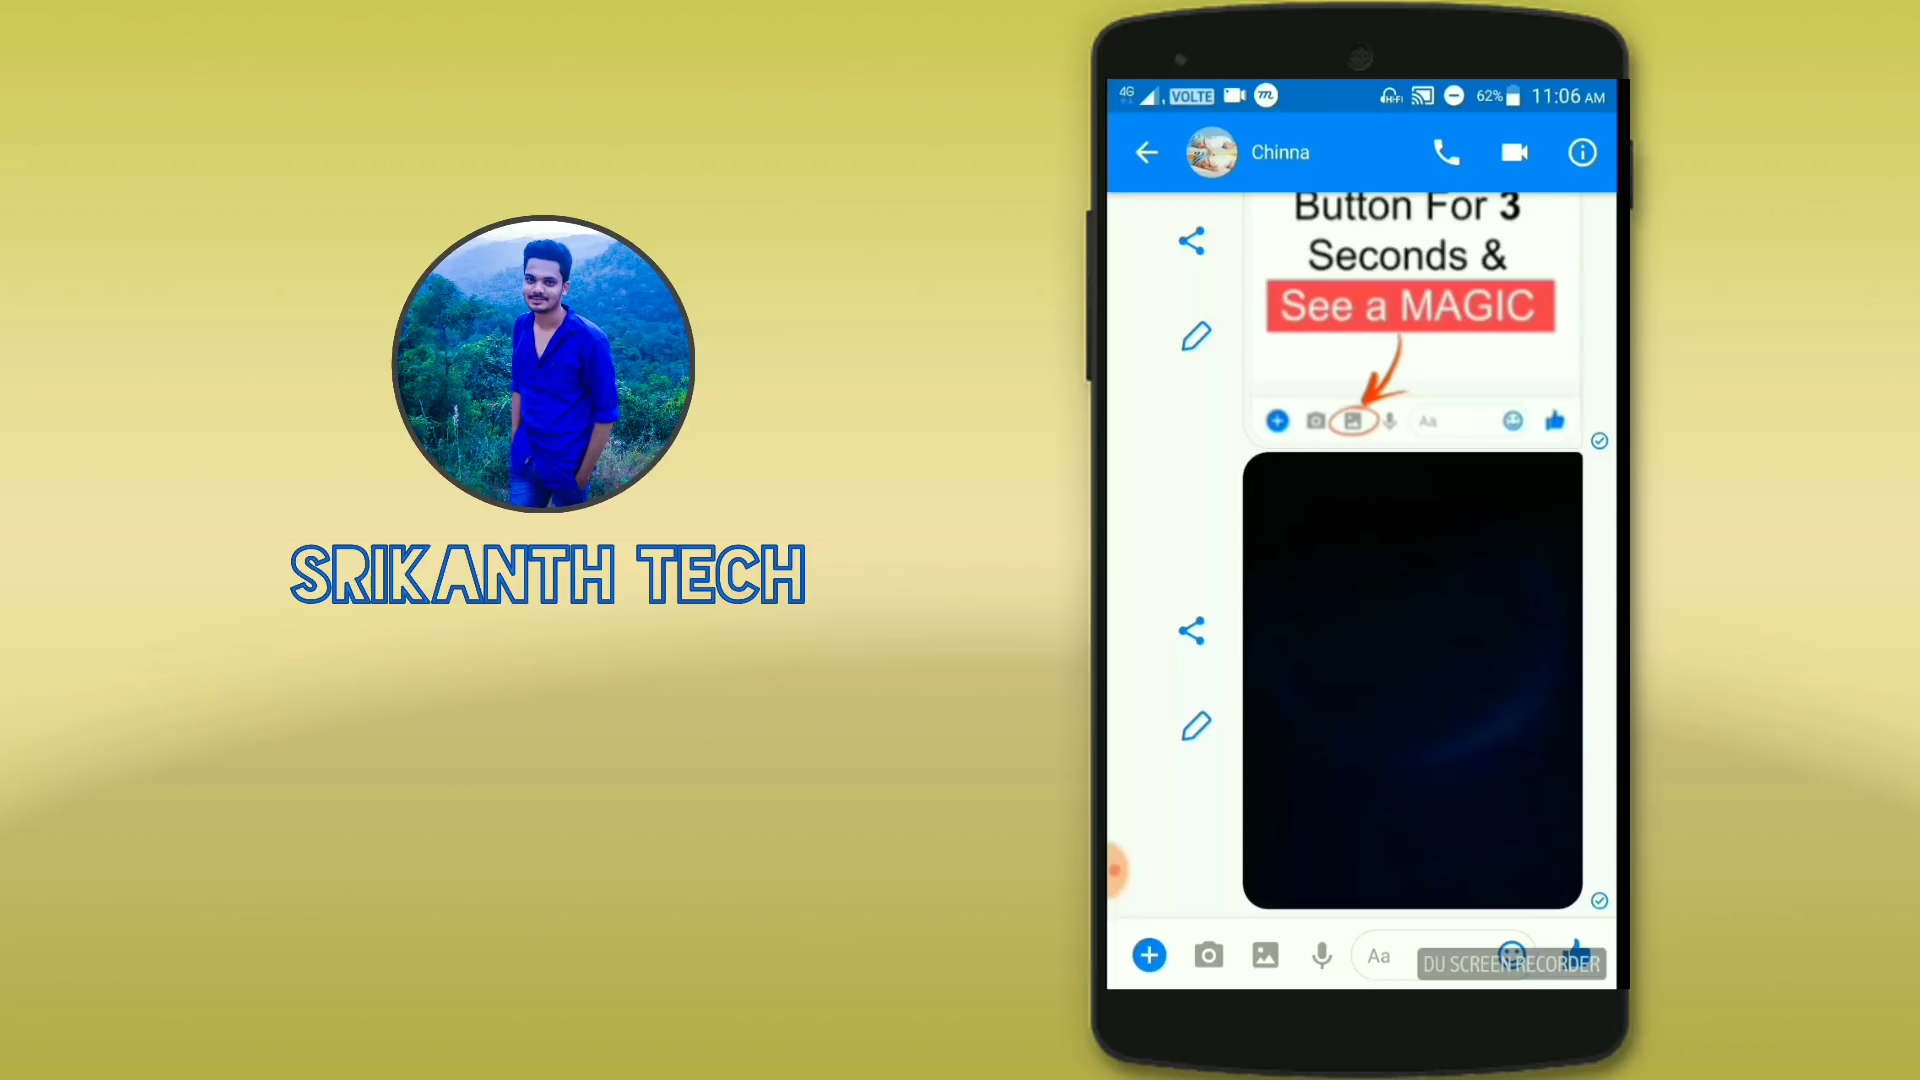 SRIKANTH TECH
4G VOLTE HiFi 62% 11:06 AM
Chinna
Button For 3
Seconds &
See a MAGIC
Aa
Aa
DU SCREEN RECORDER